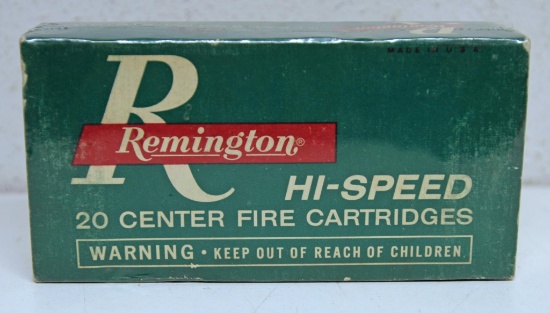 MADE IN U.S.A.
R
Remington®
HI-SPEED
20 CENTER FIRE CARTRIDGES
WARNING • KEEP OUT OF REACH OF CHILDREN